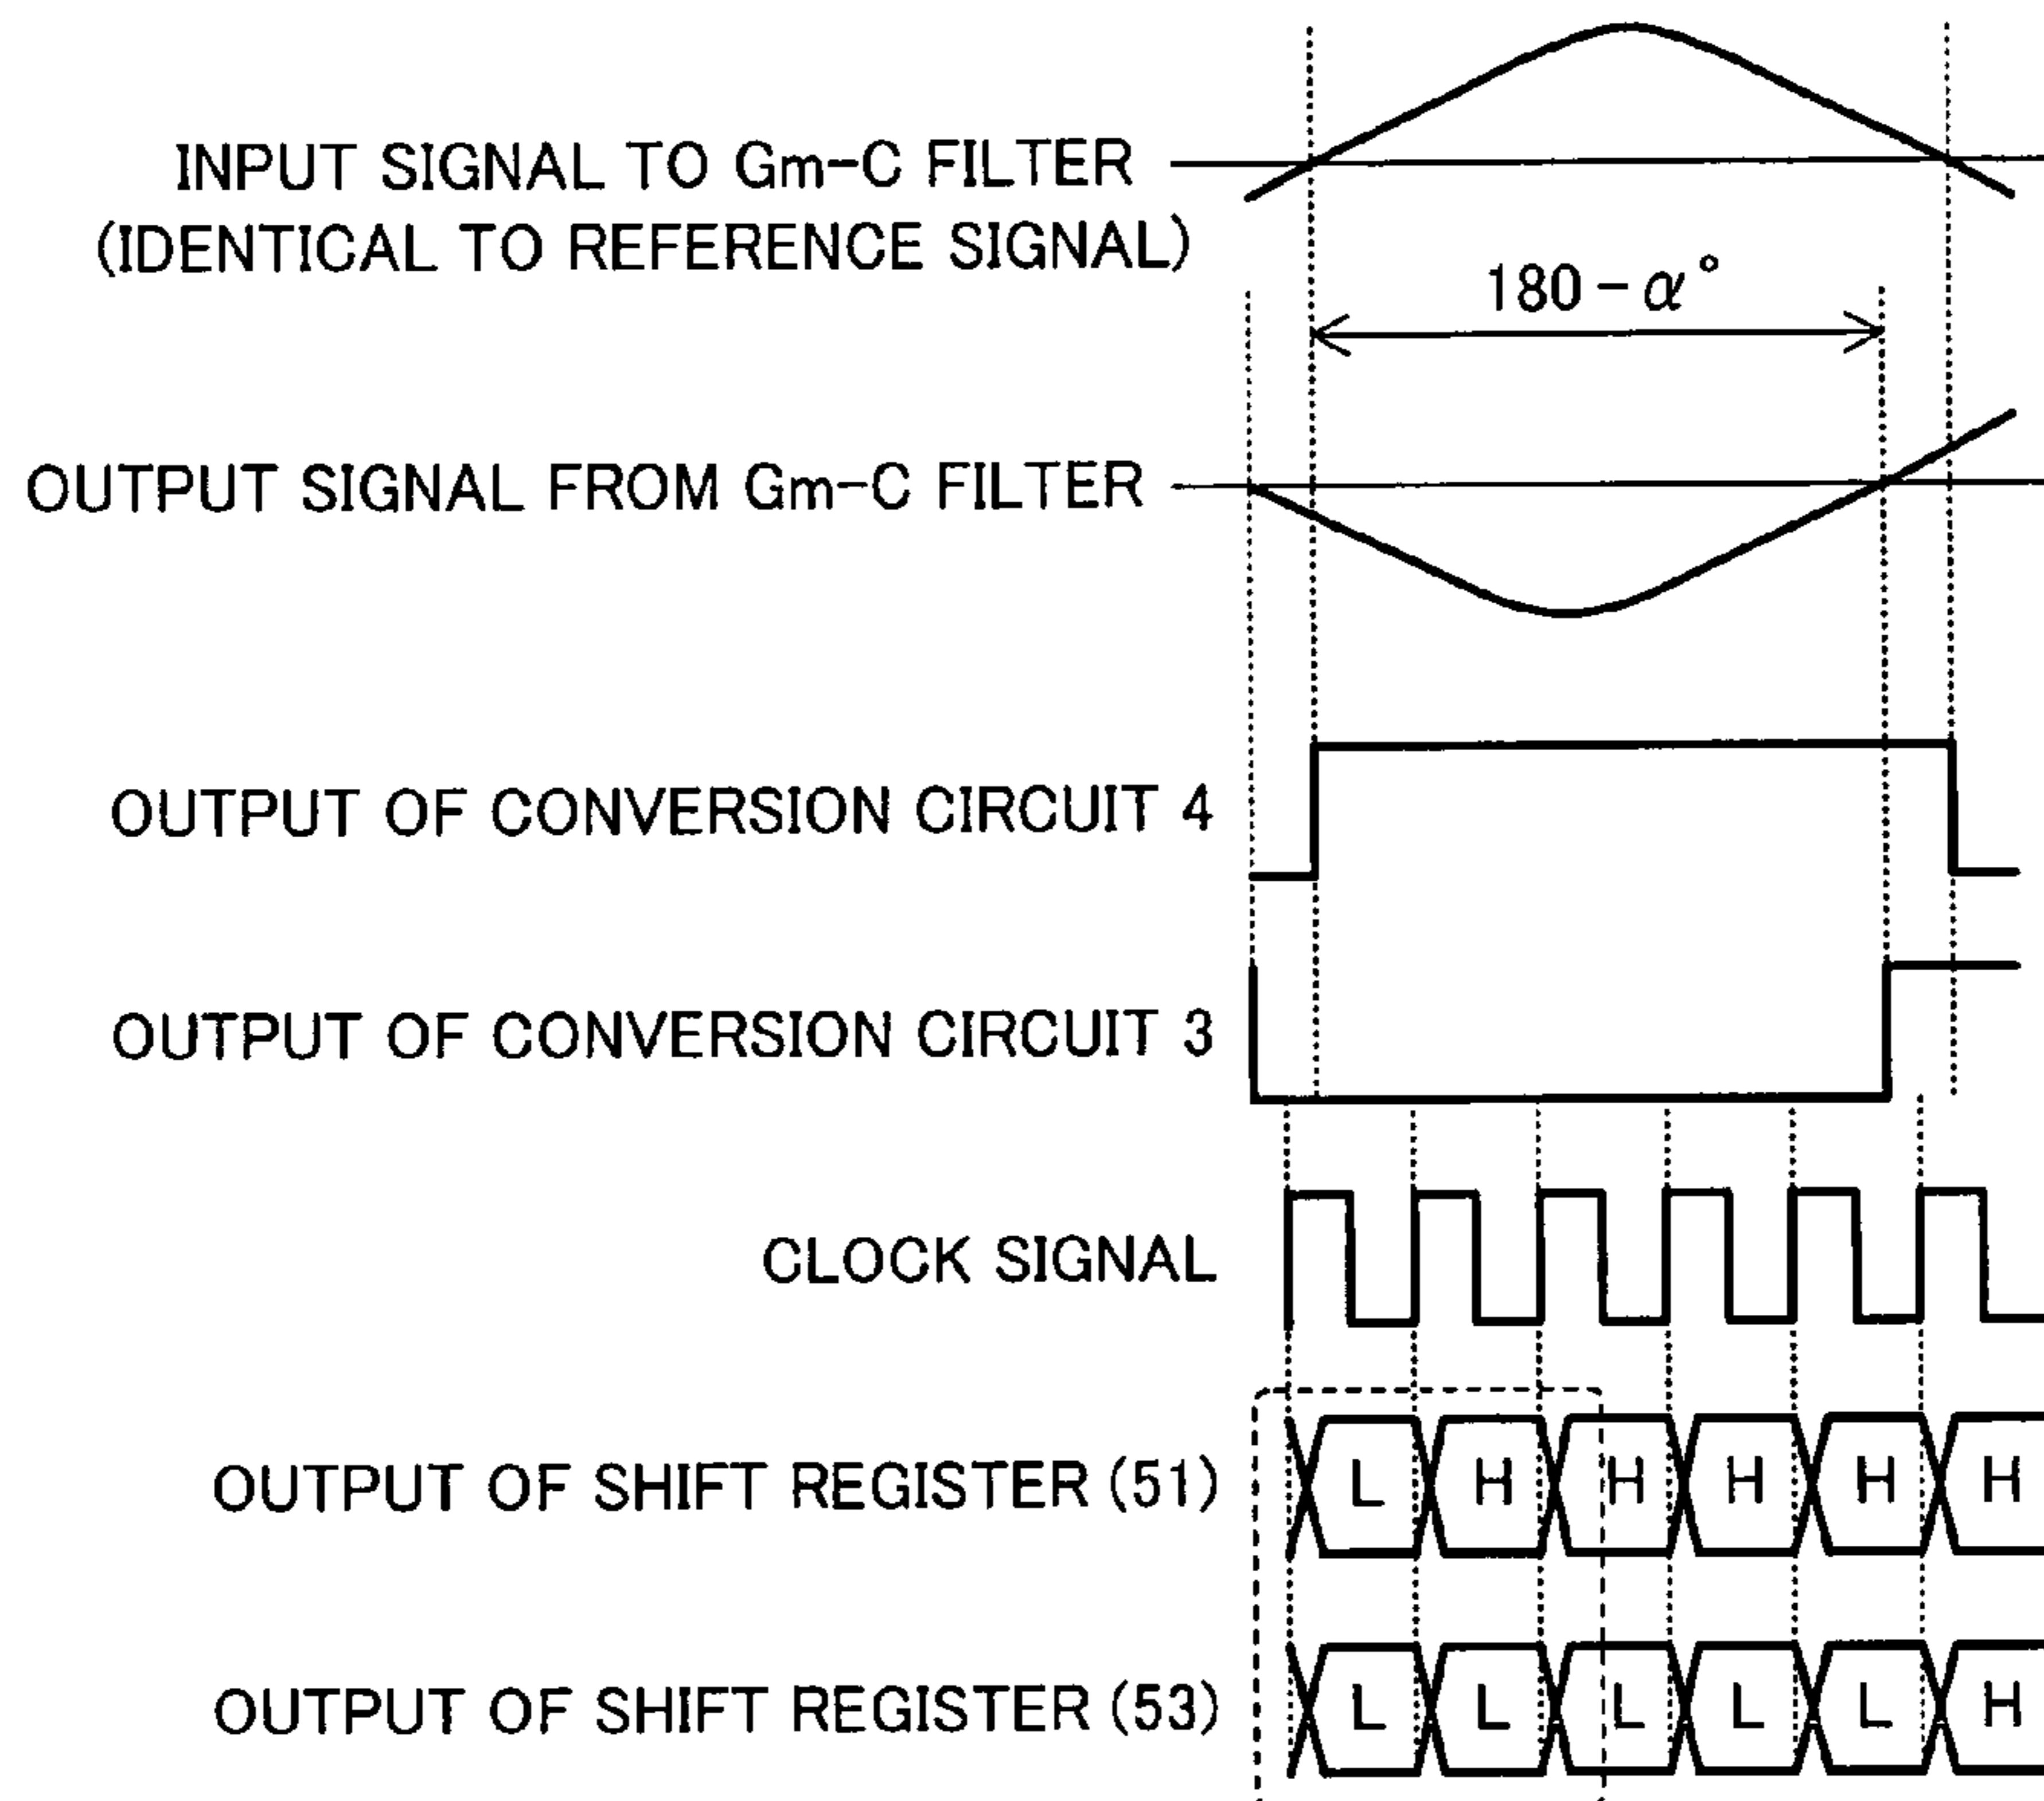 INPUT SIGNAL TO Gm-C FILTER
(IDENTICAL TO REFERENCE SIGNAL)
180-α°
OUTPUT SIGNAL FROM Gm-C FILTER
OUTPUT OF CONVERSION CIRCUIT 4
OUTPUT OF CONVERSION CIRCUIT 3
CLOCK SIGNAL
OUTPUT OF SHIFT REGISTER (51) L H H H H H
OUTPUT OF SHIFT REGISTER (53) L L L L L H